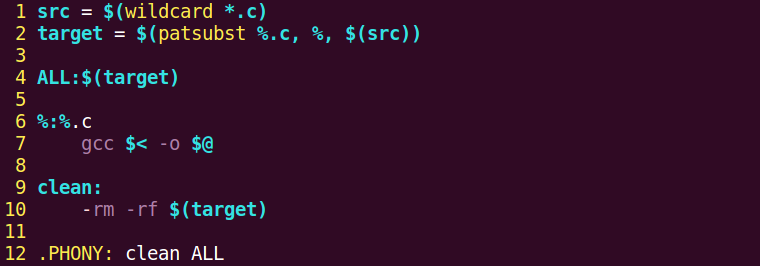 1 src = $(wildcard *.c)
2 target = $(patsubst %.c, %, $(src))
3
4 ALL:$(target)
5
6 %:%.c
7     gcc $< -o $@
8
9 clean:
10     -rm -rf $(target)
11
12 .PHONY: clean ALL